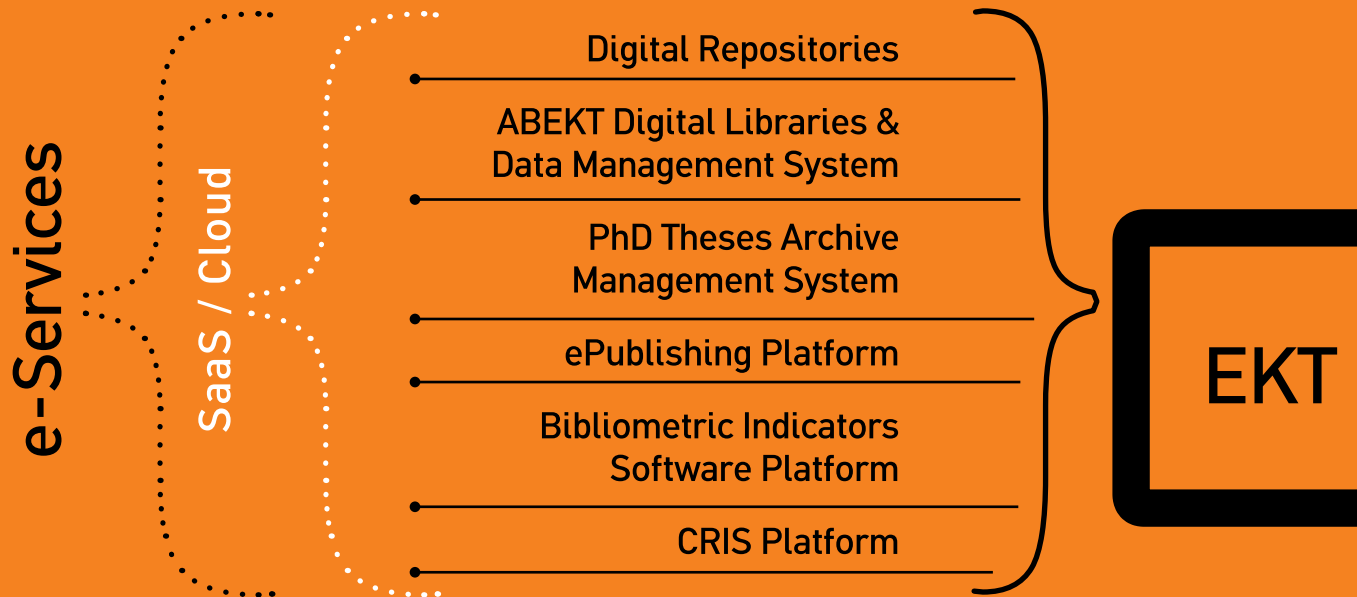 e-Services
SaaS / Cloud
Digital Repositories
ABEKT Digital Libraries &
Data Management System
PhD Theses Archive
Management System
ePublishing Platform
Bibliometric Indicators
Software Platform
CRIS Platform
EKT